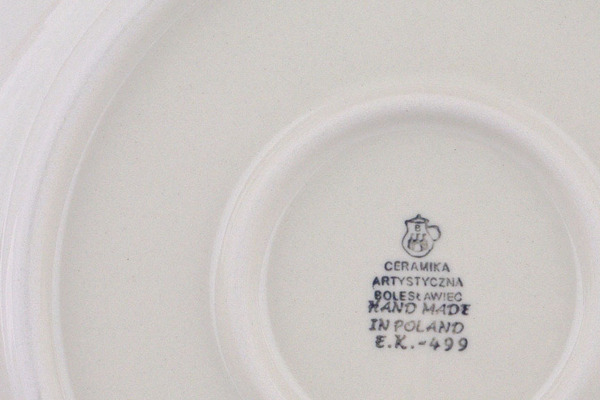 CERAMIKA
ARTYSTYCZNA
BOLESŁAWIEC
HAND MADE
IN POLAND
E.K.-499